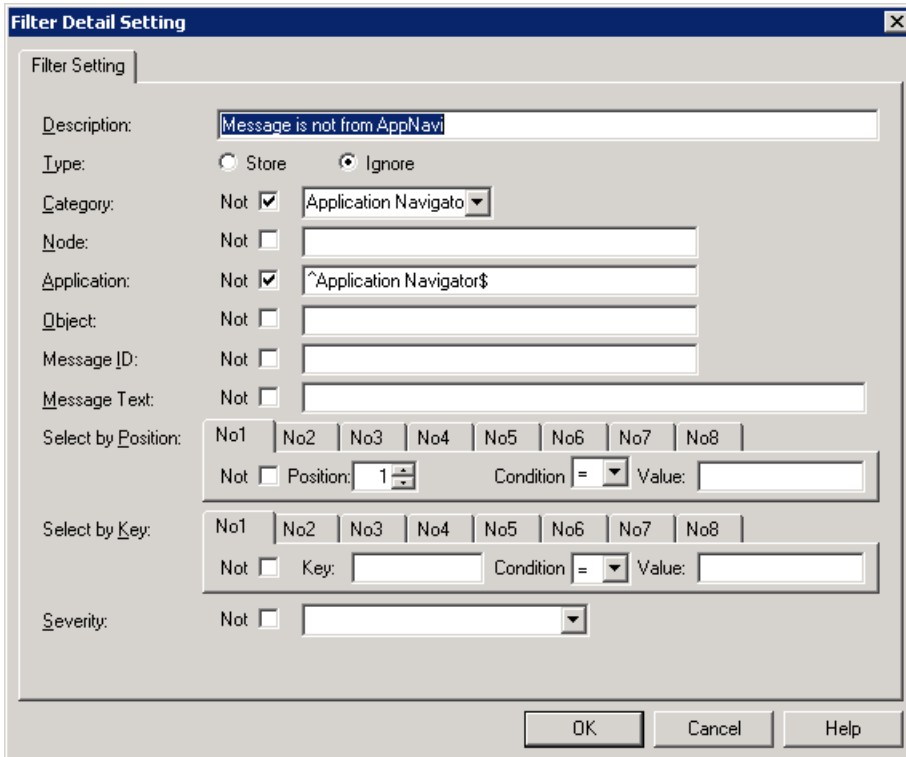 Filter Detail Setting
Filter Setting
Description: Message is not from AppNavi
Type: Store Ignore
Category: Not Application Navigato
Node: Not
Application: Not ^Application Navigator$
Object: Not
Message ID: Not
Message Text: Not
Select by Position: No1 No2 No3 No4 No5 No6 No7 No8
Not Position: 1 Condition = Value:
Select by Key: No1 No2 No3 No4 No5 No6 No7 No8
Not Key: Condition = Value:
Severity: Not
OK Cancel Help